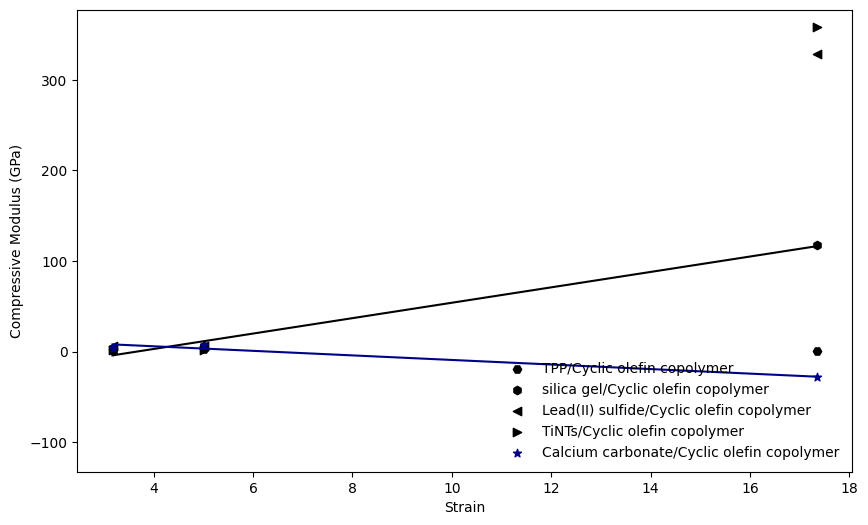 300
200
100
0
−100
Compressive Modulus (GPa)
TPP/Cyclic olefin copolymer
silica gel/Cyclic olefin copolymer
Lead(II) sulfide/Cyclic olefin copolymer
TiNTs/Cyclic olefin copolymer
Calcium carbonate/Cyclic olefin copolymer
4 6 8 10 12 14 16 18
Strain